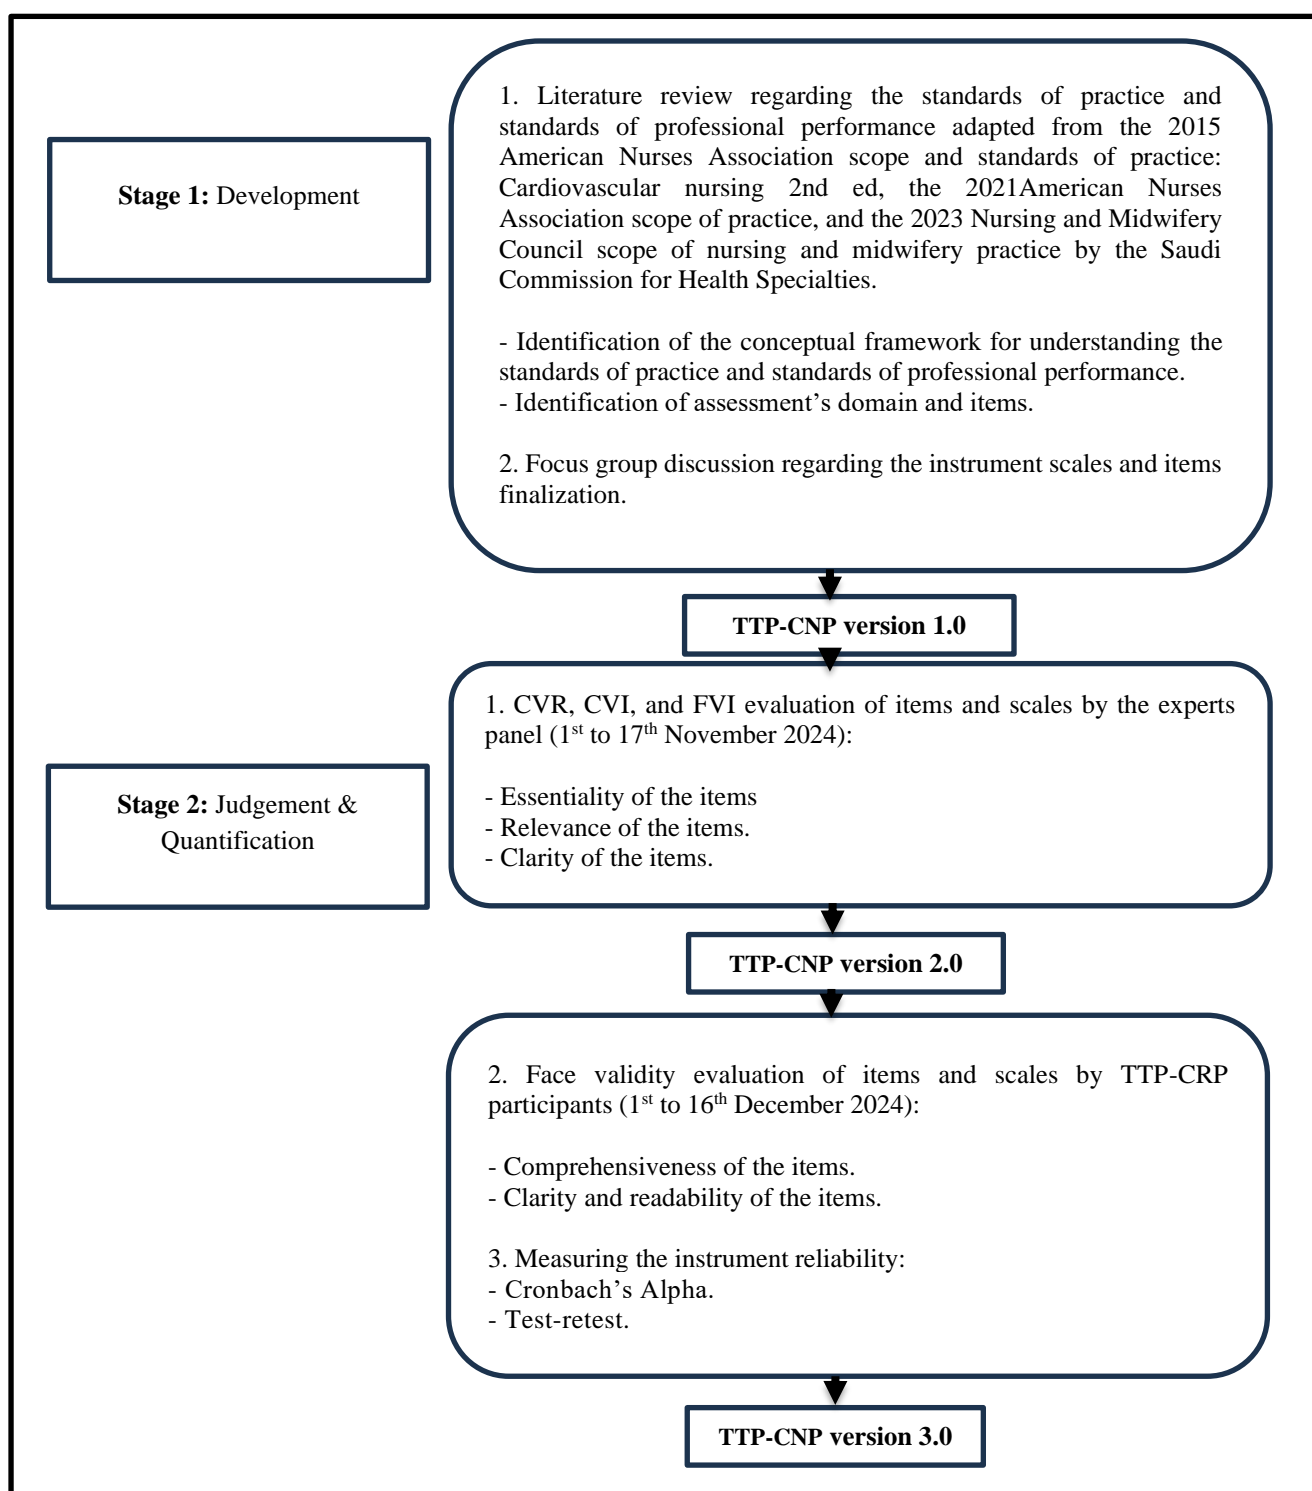 Stage 1: Development
1. Literature review regarding the standards of practice and
standards of professional performance adapted from the 2015
American Nurses Association scope and standards of practice:
Cardiovascular nursing 2nd ed, the 2021American Nurses
Association scope of practice, and the 2023 Nursing and Midwifery
Council scope of nursing and midwifery practice by the Saudi
Commission for Health Specialties.
- Identification of the conceptual framework for understanding the
standards of practice and standards of professional performance.
- Identification of assessment’s domain and items.
2. Focus group discussion regarding the instrument scales and items
finalization.
TTP-CNP version 1.0
Stage 2: Judgement &
Quantification
1. CVR, CVI, and FVI evaluation of items and scales by the experts
panel (1st to 17th November 2024):
- Essentiality of the items
- Relevance of the items.
- Clarity of the items.
TTP-CNP version 2.0
2. Face validity evaluation of items and scales by TTP-CRP
participants (1st to 16th December 2024):
- Comprehensiveness of the items.
- Clarity and readability of the items.
3. Measuring the instrument reliability:
- Cronbach’s Alpha.
- Test-retest.
TTP-CNP version 3.0